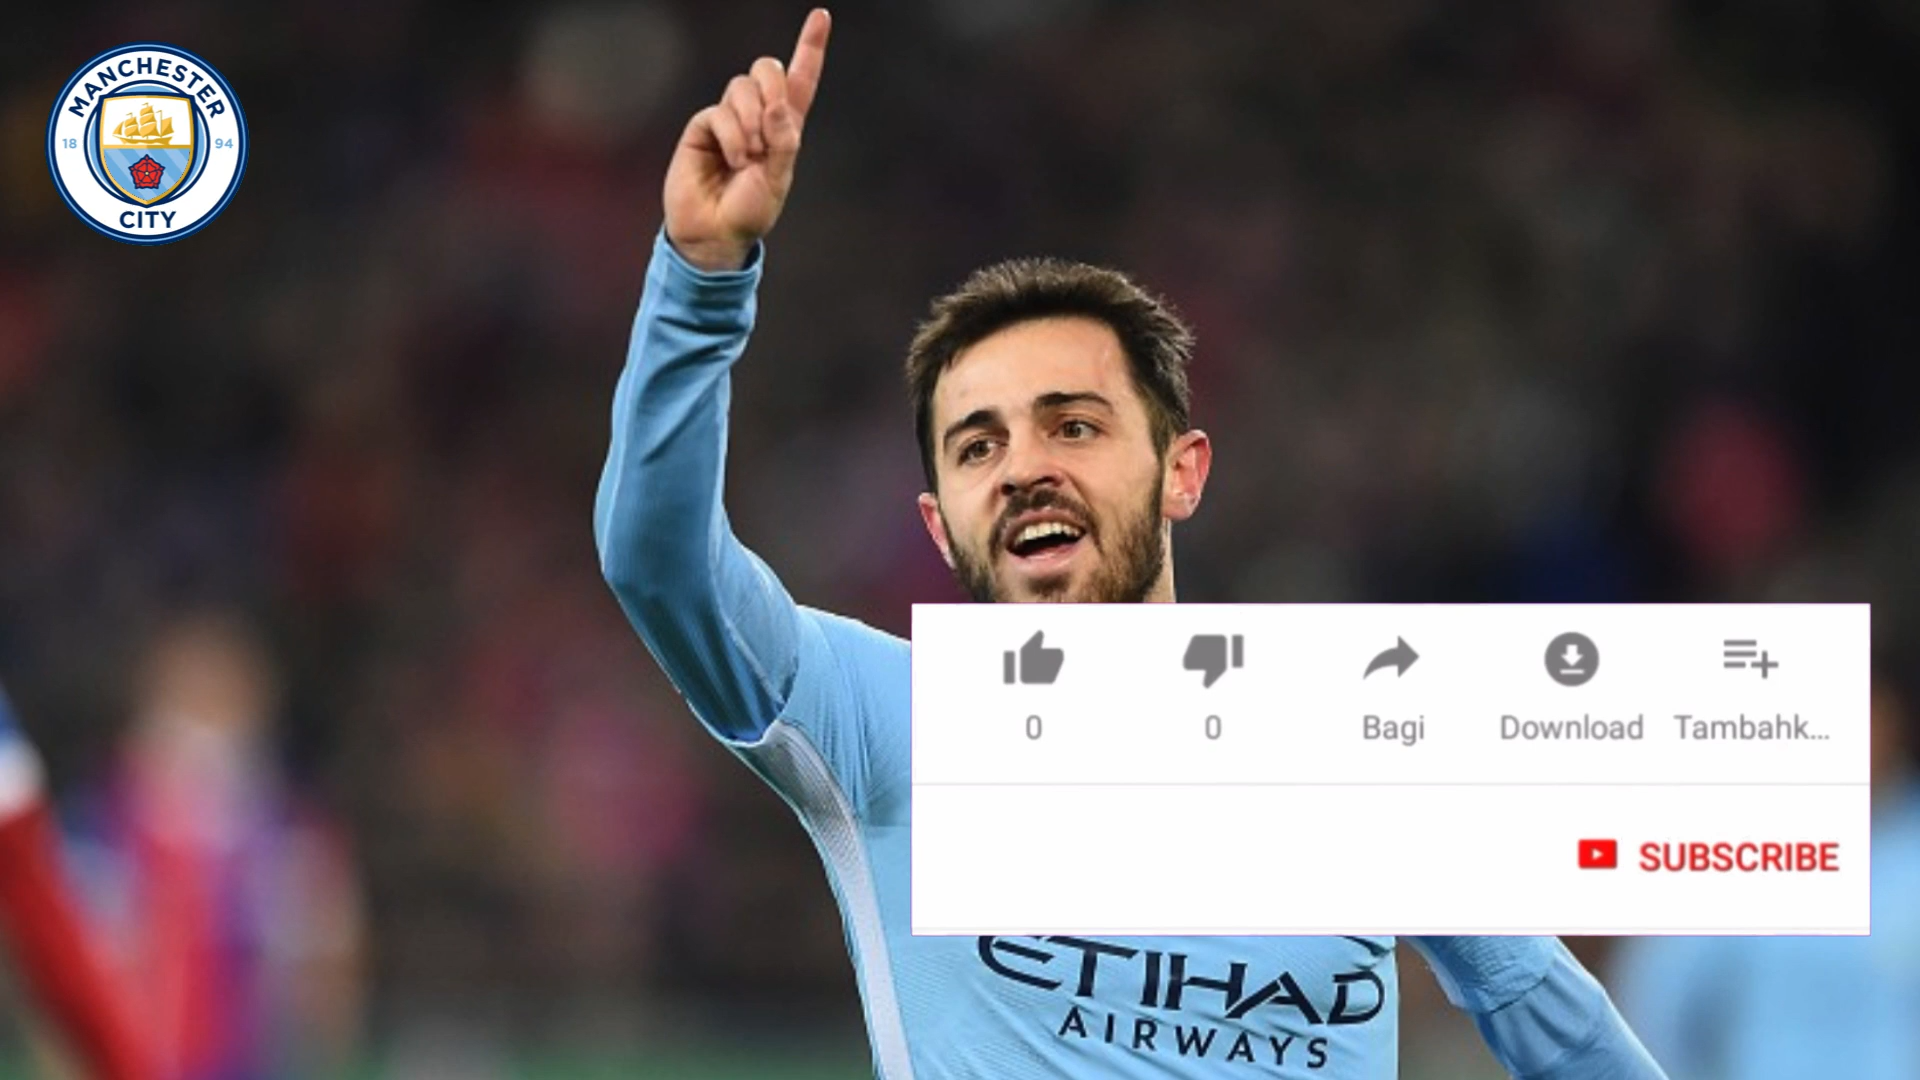 MANCHESTER
18 94
CITY
0 0 Bagi Download Tambahk...
SUBSCRIBE
ETIHAD
AIRWAYS